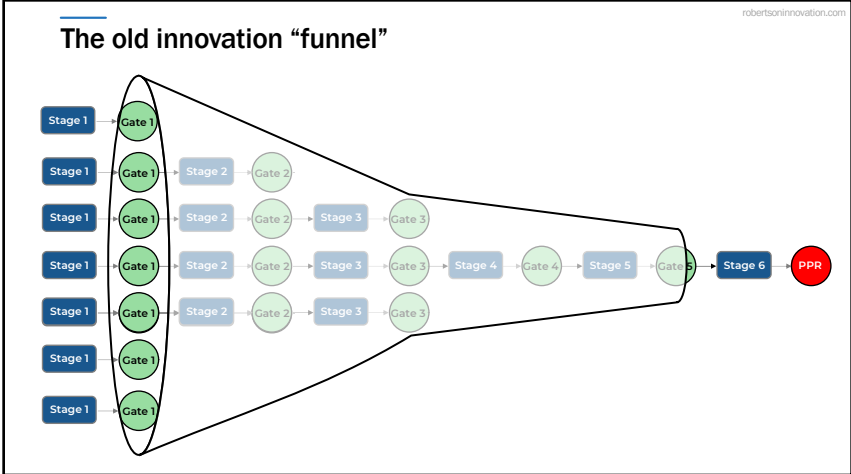 robertsoninnovation.com
The old innovation “funnel”
Stage 1 Gate 1
Stage 1 Gate 1 Stage 2 Gate 2
Stage 1 Gate 1 Stage 2 Gate 2 Stage 3 Gate 3
Stage 1 Gate 1 Stage 2 Gate 2 Stage 3 Gate 3 Stage 4 Gate 4 Stage 5 Gate 5 Stage 6 PPR
Stage 1 Gate 1 Stage 2 Gate 2 Stage 3 Gate 3
Stage 1 Gate 1
Stage 1 Gate 1